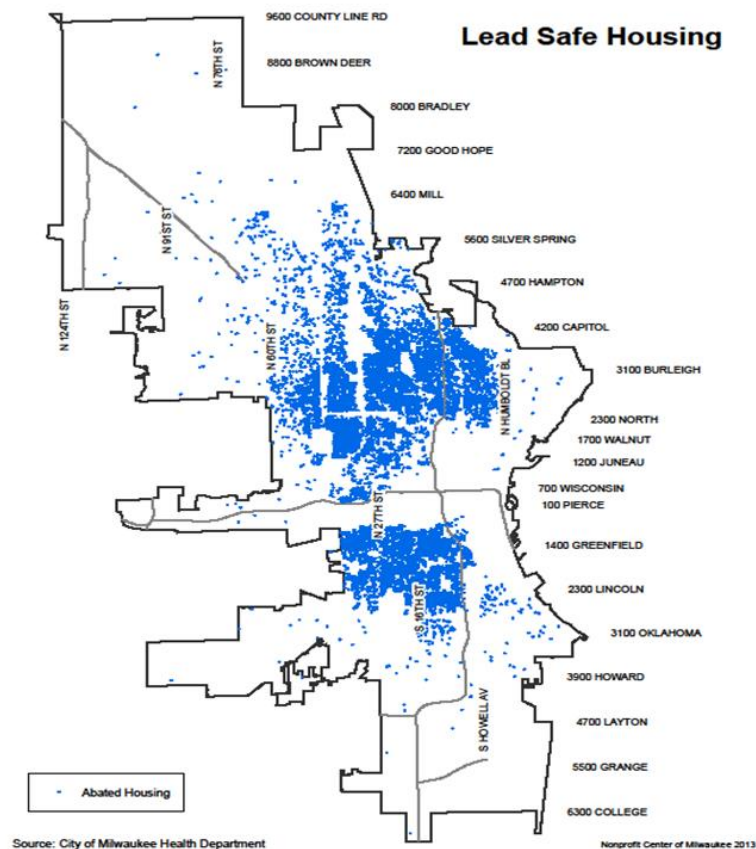 9600 COUNTY LINE RD
Lead Safe Housing
N 76TH ST
8800 BROWN DEER
8000 BRADLEY
7200 GOOD HOPE
6400 MILL
N 91ST ST
5600 SILVER SPRING
4700 HAMPTON
N 124TH ST
4200 CAPITOL
N 60TH ST
3100 BURLEIGH
N HUMBOLDT BL
2300 NORTH
1700 WALNUT
1200 JUNEAU
700 WISCONSIN
N 27TH ST
100 PIERCE
1400 GREENFIELD
2300 LINCOLN
S 16TH ST
3100 OKLAHOMA
3900 HOWARD
S HOWELL AV
4700 LAYTON
5500 GRANGE
Abated Housing
6300 COLLEGE
Source: City of Milwaukee Health Department
Nonprofit Center of Milwaukee 2013